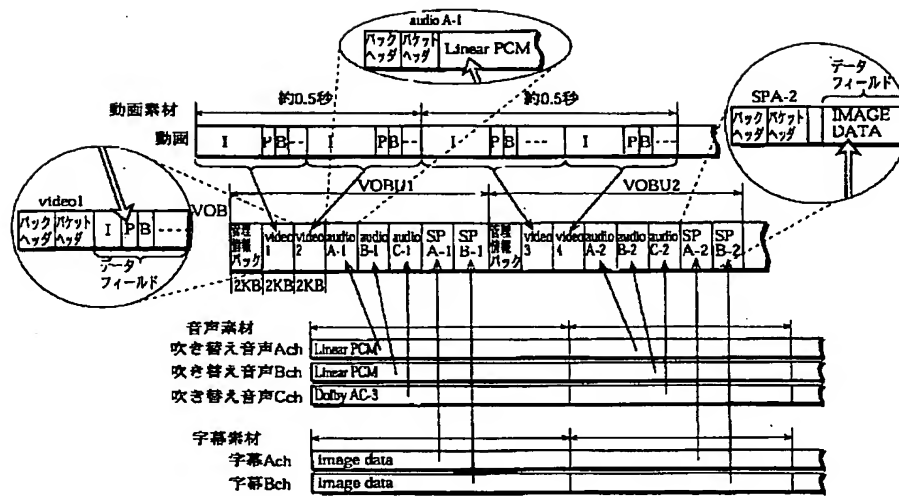 audio A-1
パック ヘッダ パケット ヘッダ Linear PCM
データ フィールド
SPA-2
パック ヘッダ パケット ヘッダ IMAGE DATA
動画素材 約0.5秒 約0.5秒
動画 I P B --- I P B --- I P B --- I P B ---
VOBU1 VOBU2
VOB
video1
パック ヘッダ パケット ヘッダ I P B ----
データ フィールド
管理 情報 パック video 1 video 2 audio A-1 audio B-1 audio C-1 SP A-1 SP B-1 管理 情報 パック video 3 video 4 audio A-2 audio B-2 audio C-2 SP A-2 SP B-2
2KB 2KB 2KB
音声素材
吹き替え音声Ach Linear PCM
吹き替え音声Bch Linear PCM
吹き替え音声Cch Dolby AC-3
字幕素材
字幕Ach image data
字幕Bch image data